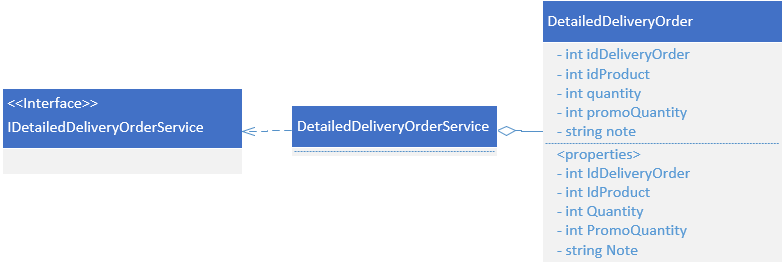 <<Interface>>
IDetailedDeliveryOrderService
DetailedDeliveryOrderService
DetailedDeliveryOrder
- int idDeliveryOrder
- int idProduct
- int quantity
- int promoQuantity
- string note
<properties>
- int IdDeliveryOrder
- int IdProduct
- int Quantity
- int PromoQuantity
- string Note